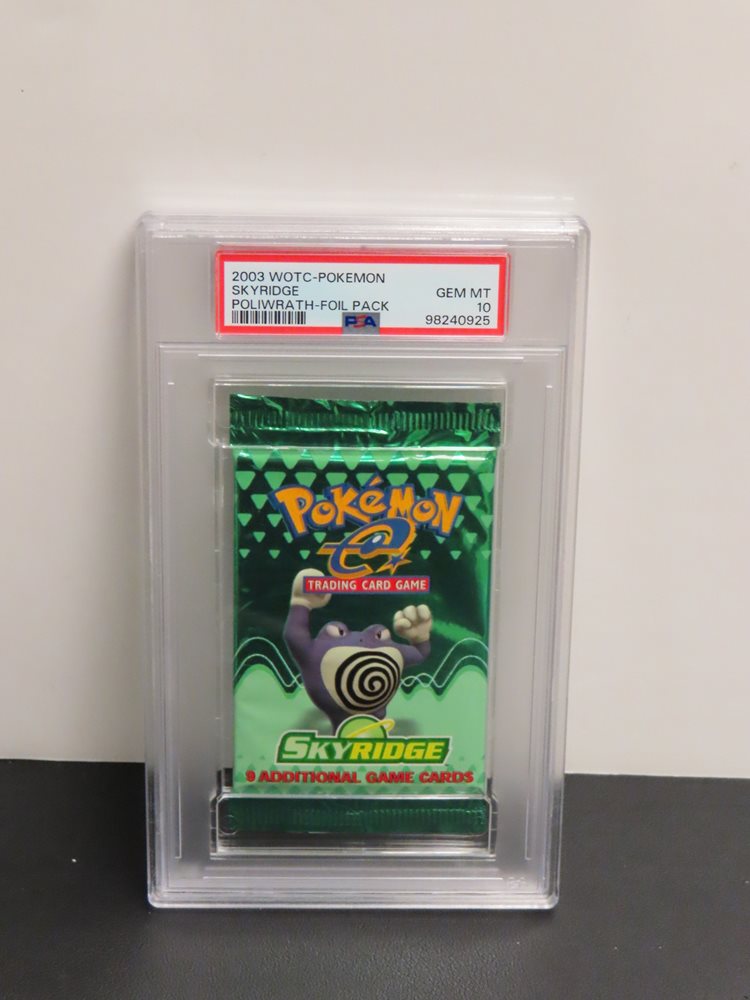 2003 WOTC-POKEMON
SKYRIDGE GEM MT
POLIWRATH-FOIL PACK 10
PSA 98240925
POKéMON
e
TRADING CARD GAME
SKYRIDGE
9 ADDITIONAL GAME CARDS